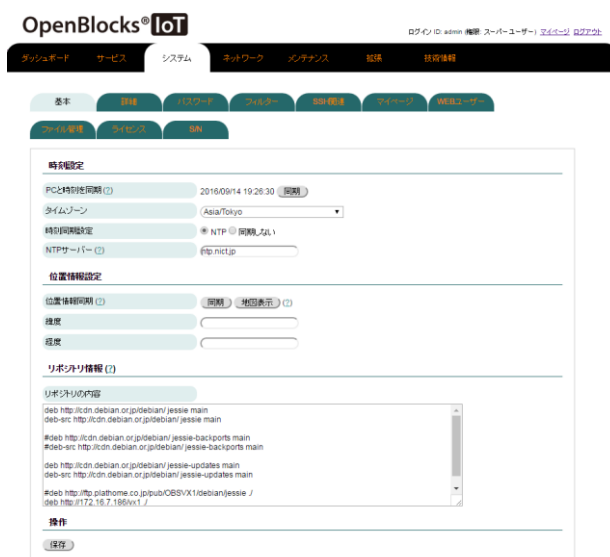 OpenBlocks® IoT
ログイン ID: admin (権限: スーパーユーザー) マイページ ログアウト
ダッシュボード サービス システム ネットワーク メンテナンス 拡張 技術情報
基本 詳細 パスワード フィルター SSH関連 マイページ WEBユーザー
ファイル管理 ライセンス S/N
時刻設定
PCと時刻を同期 (?) 2016/09/14 19:26:30 同期
タイムゾーン Asia/Tokyo
時刻同期設定 NTP 同期しない
NTPサーバー (?) ntp.nict.jp
位置情報設定
位置情報同期 (?) 同期 地図表示 (?)
緯度
経度
リポジトリ情報 (?)
リポジトリの内容
deb http://cdn.debian.or.jp/debian/ jessie main
deb-src http://cdn.debian.or.jp/debian/ jessie main
#deb http://cdn.debian.or.jp/debian/ jessie-backports main
#deb-src http://cdn.debian.or.jp/debian/ jessie-backports main
deb http://cdn.debian.or.jp/debian/ jessie-updates main
deb-src http://cdn.debian.or.jp/debian/ jessie-updates main
#deb http://ftp.plathome.co.jp/pub/OBSVX1/debian/jessie ./
deb http://172.16.7.186/vx1 ./
操作
保存